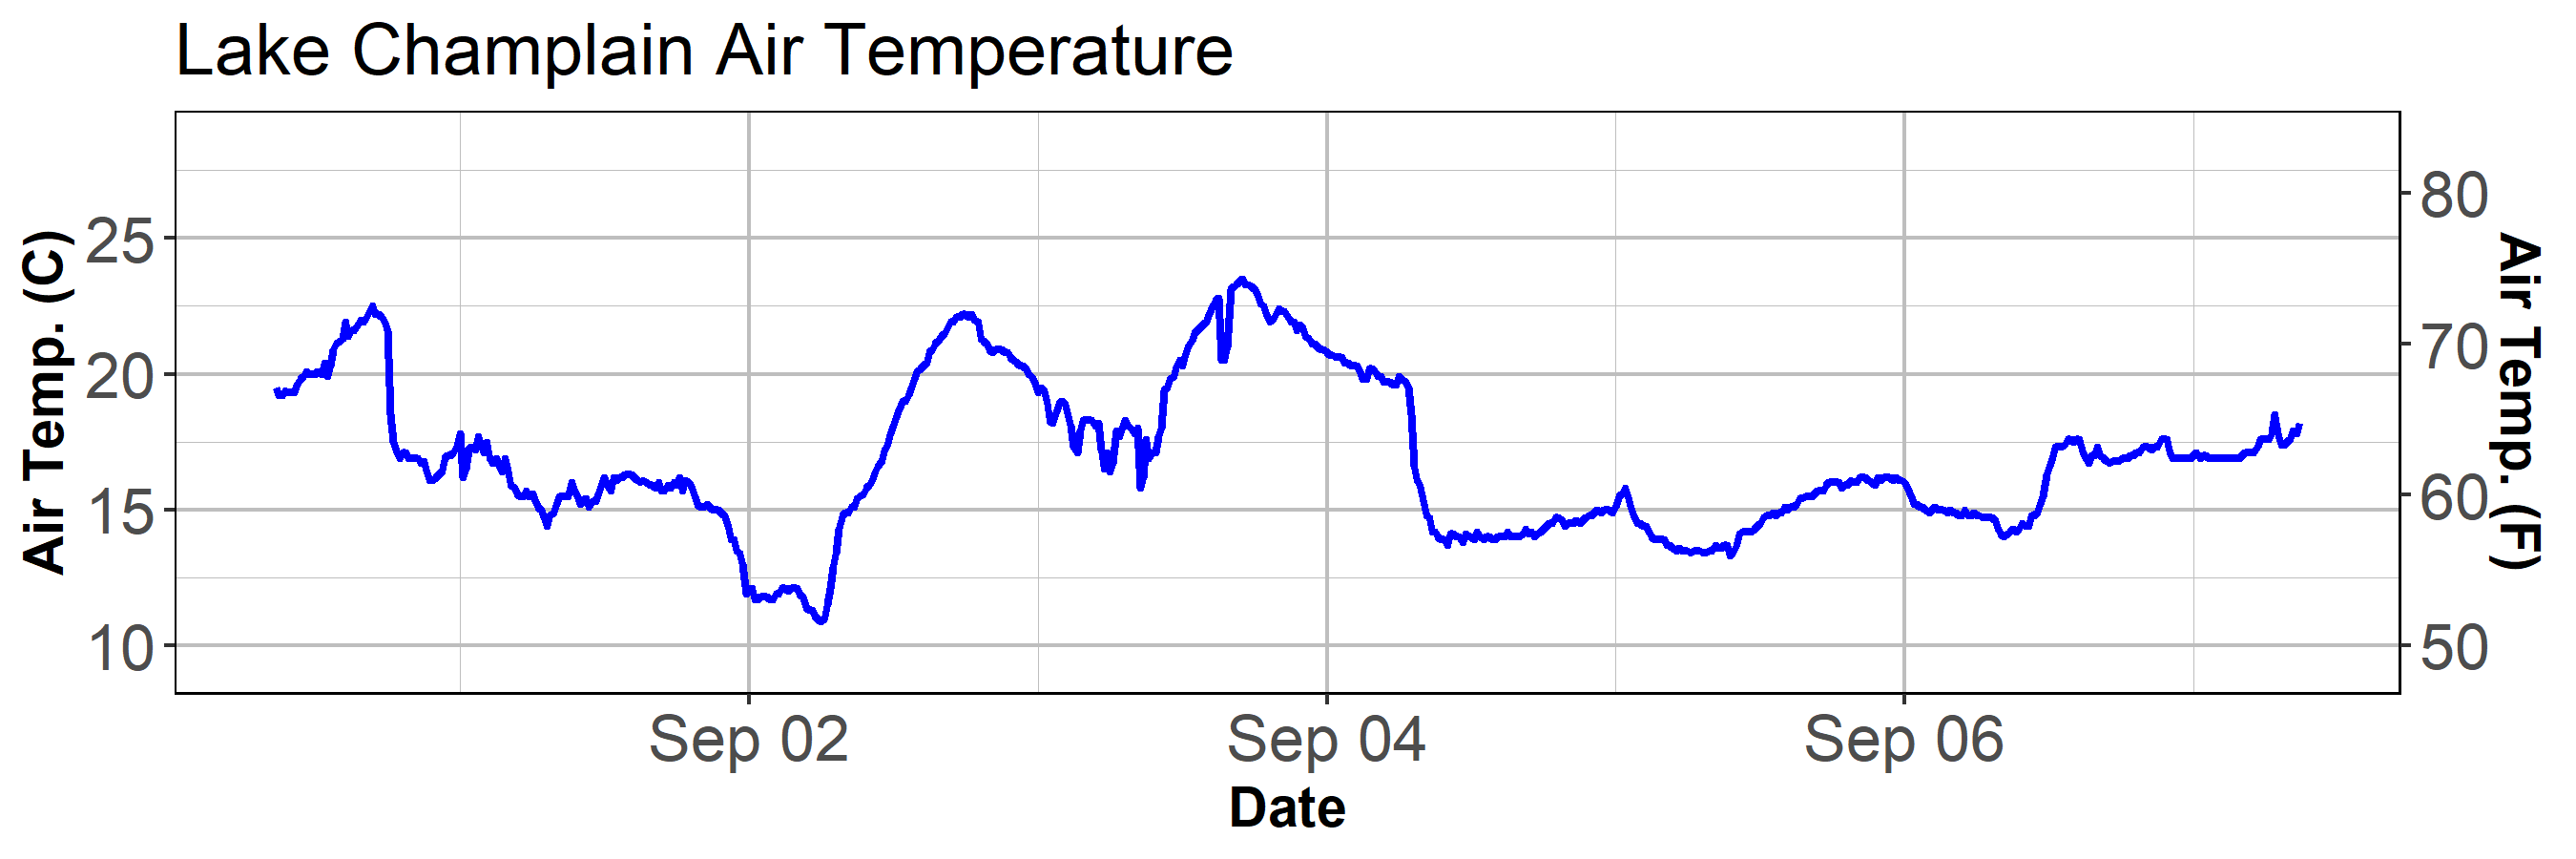 Lake Champlain Air Temperature
Air Temp. (C)
25
20
15
10
80
70
60
50
Air Temp. (F)
Sep 02
Sep 04
Sep 06
Date